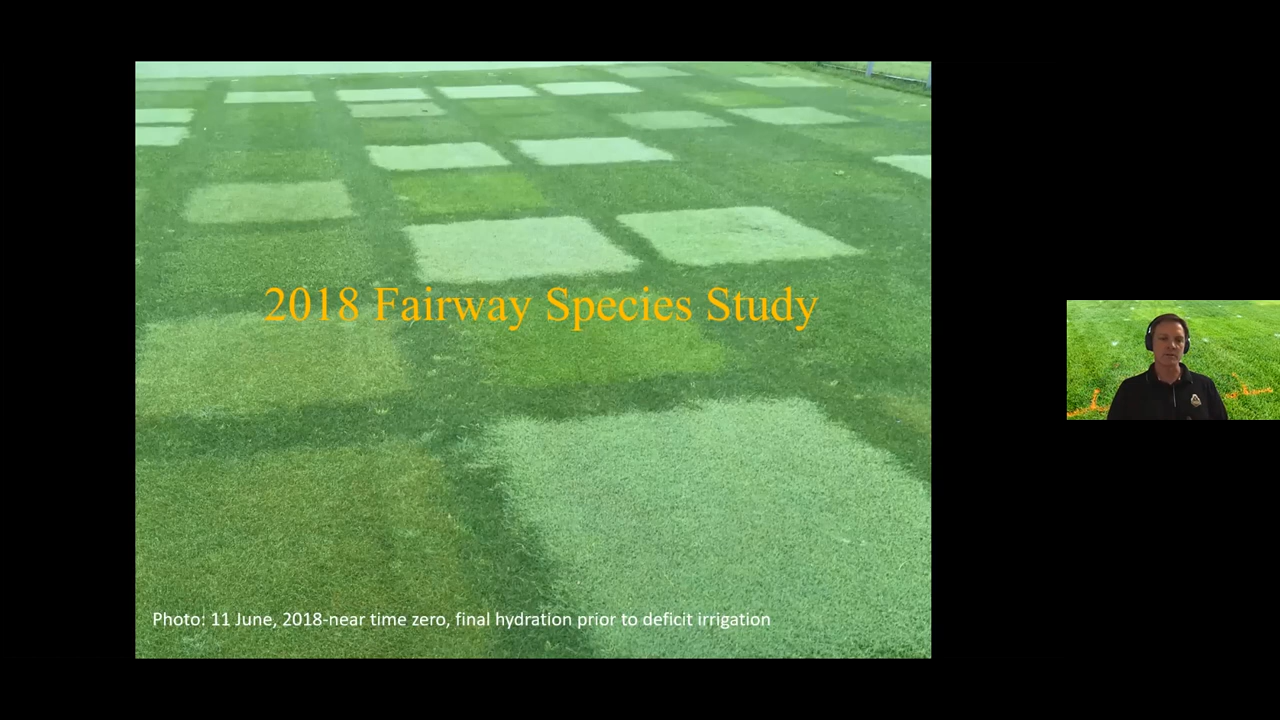 2018 Fairway Species Study
Photo: 11 June, 2018-near time zero, final hydration prior to deficit irrigation